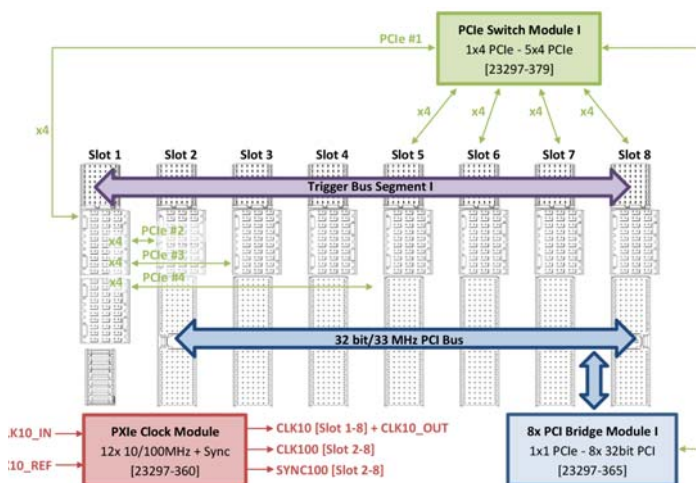 PCIe #1
PCIe Switch Module I
1x4 PCIe - 5x4 PCIe
[23297-379]
x4
x4
x4
x4
x4
Slot 1
Slot 2
Slot 3
Slot 4
Slot 5
Slot 6
Slot 7
Slot 8
Trigger Bus Segment I
x4
PCIe #2
x4
PCIe #3
x4
PCIe #4
32 bit/33 MHz PCI Bus
LK10_IN
PXIe Clock Module
12x 10/100MHz + Sync
[23297-360]
CLK10 [Slot 1-8] + CLK10_OUT
CLK100 [Slot 2-8]
SYNC100 [Slot 2-8]
8x PCI Bridge Module I
1x1 PCIe - 8x 32bit PCI
[23297-365]
K10_REF